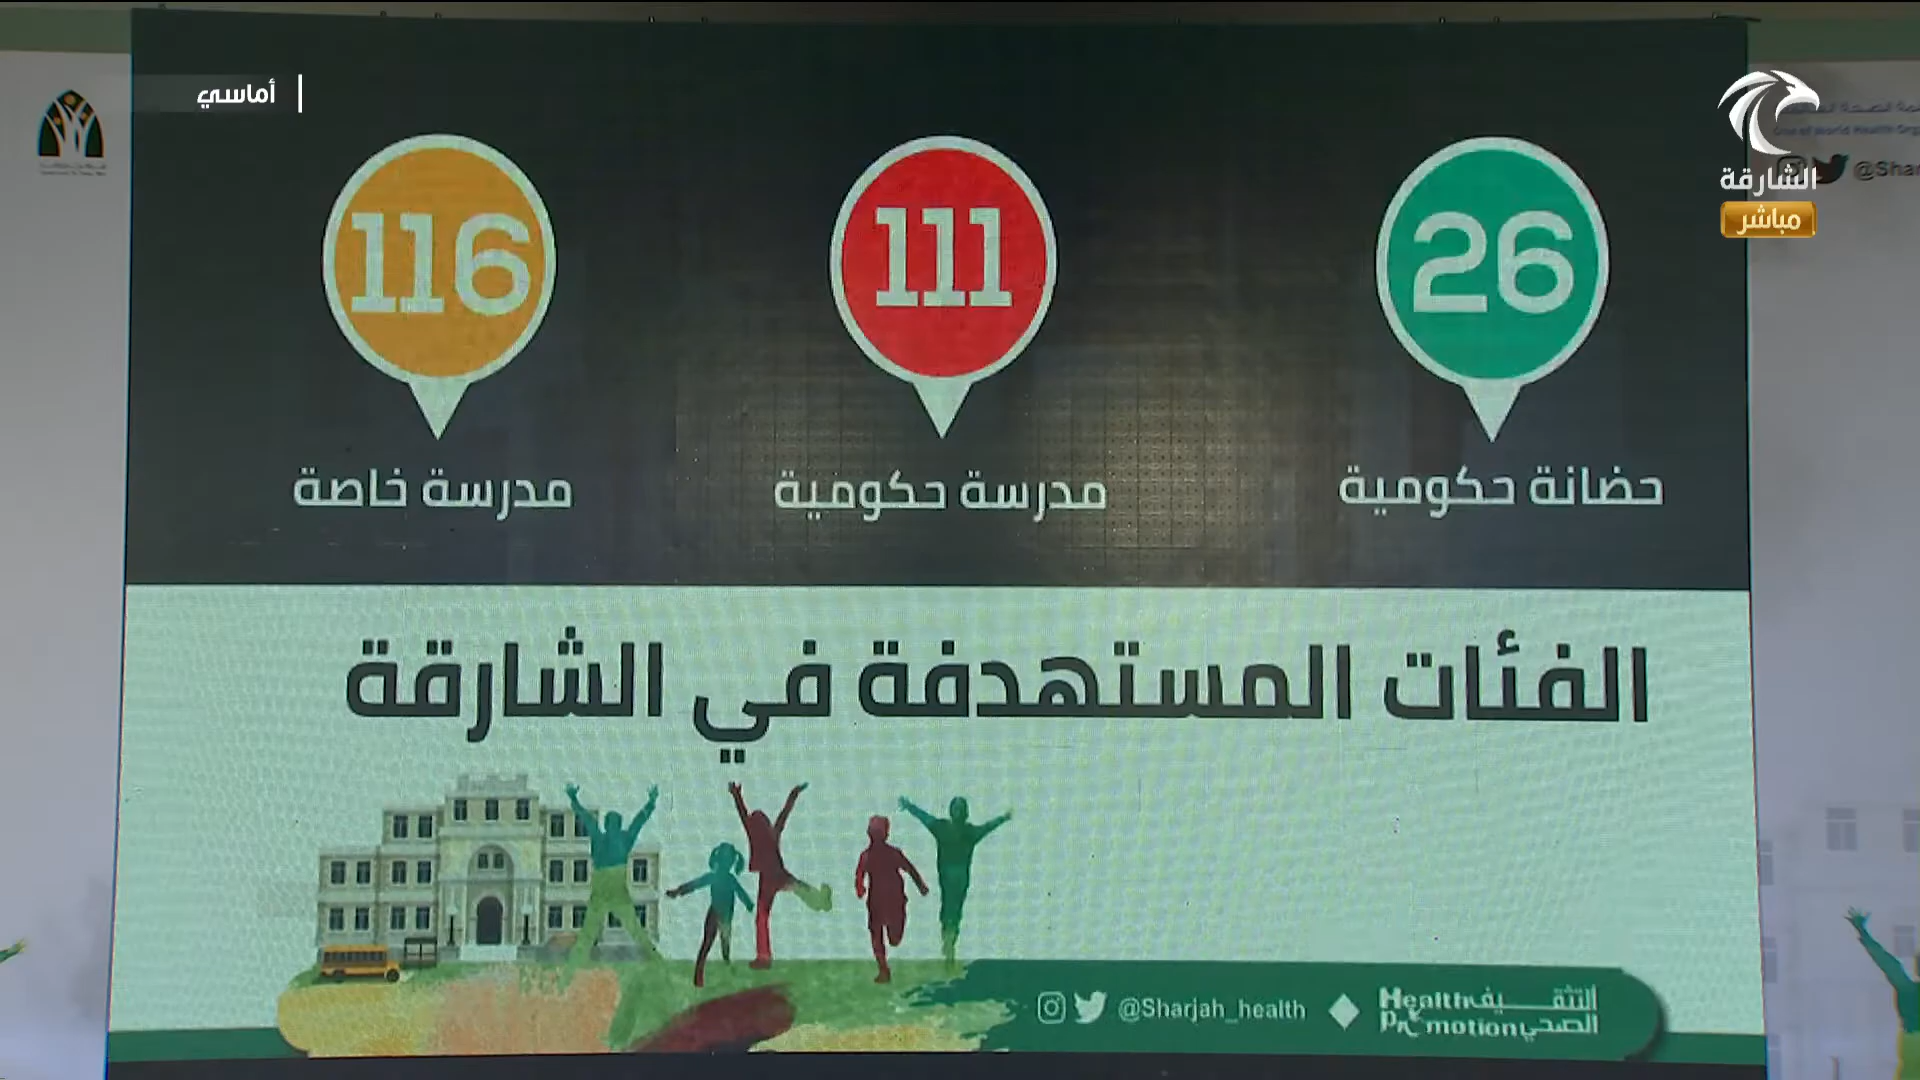 أماسي
الشارقة
مباشر
@Shar
26
111
116
حضانة حكومية
مدرسة حكومية
مدرسة خاصة
الفئات المستهدفة في الشارقة
@Sharjah_health
Health التثقيف
Promotion الصحي